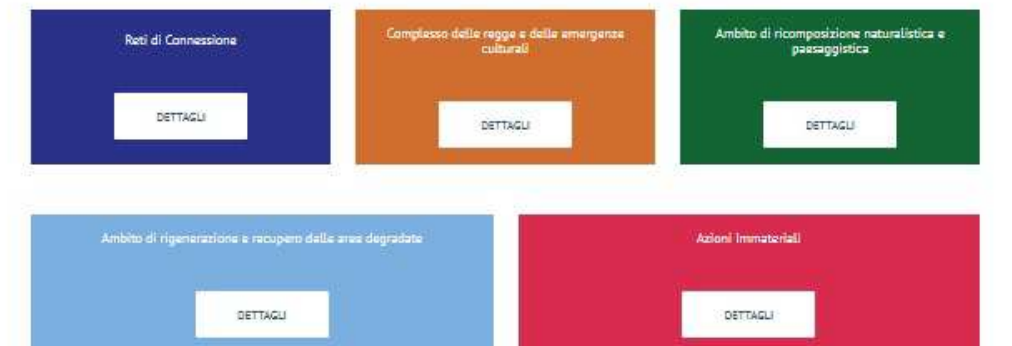 Reti di Connessione
Complesso delle regge e delle emergenze
culturali
Ambito di ricomposizione naturalistica e
paesaggistica
DETTAGLI
DETTAGLI
DETTAGLI
Ambito di rigenerazione e recupero delle aree degradate
Azioni Immateriali
DETTAGLI
DETTAGLI